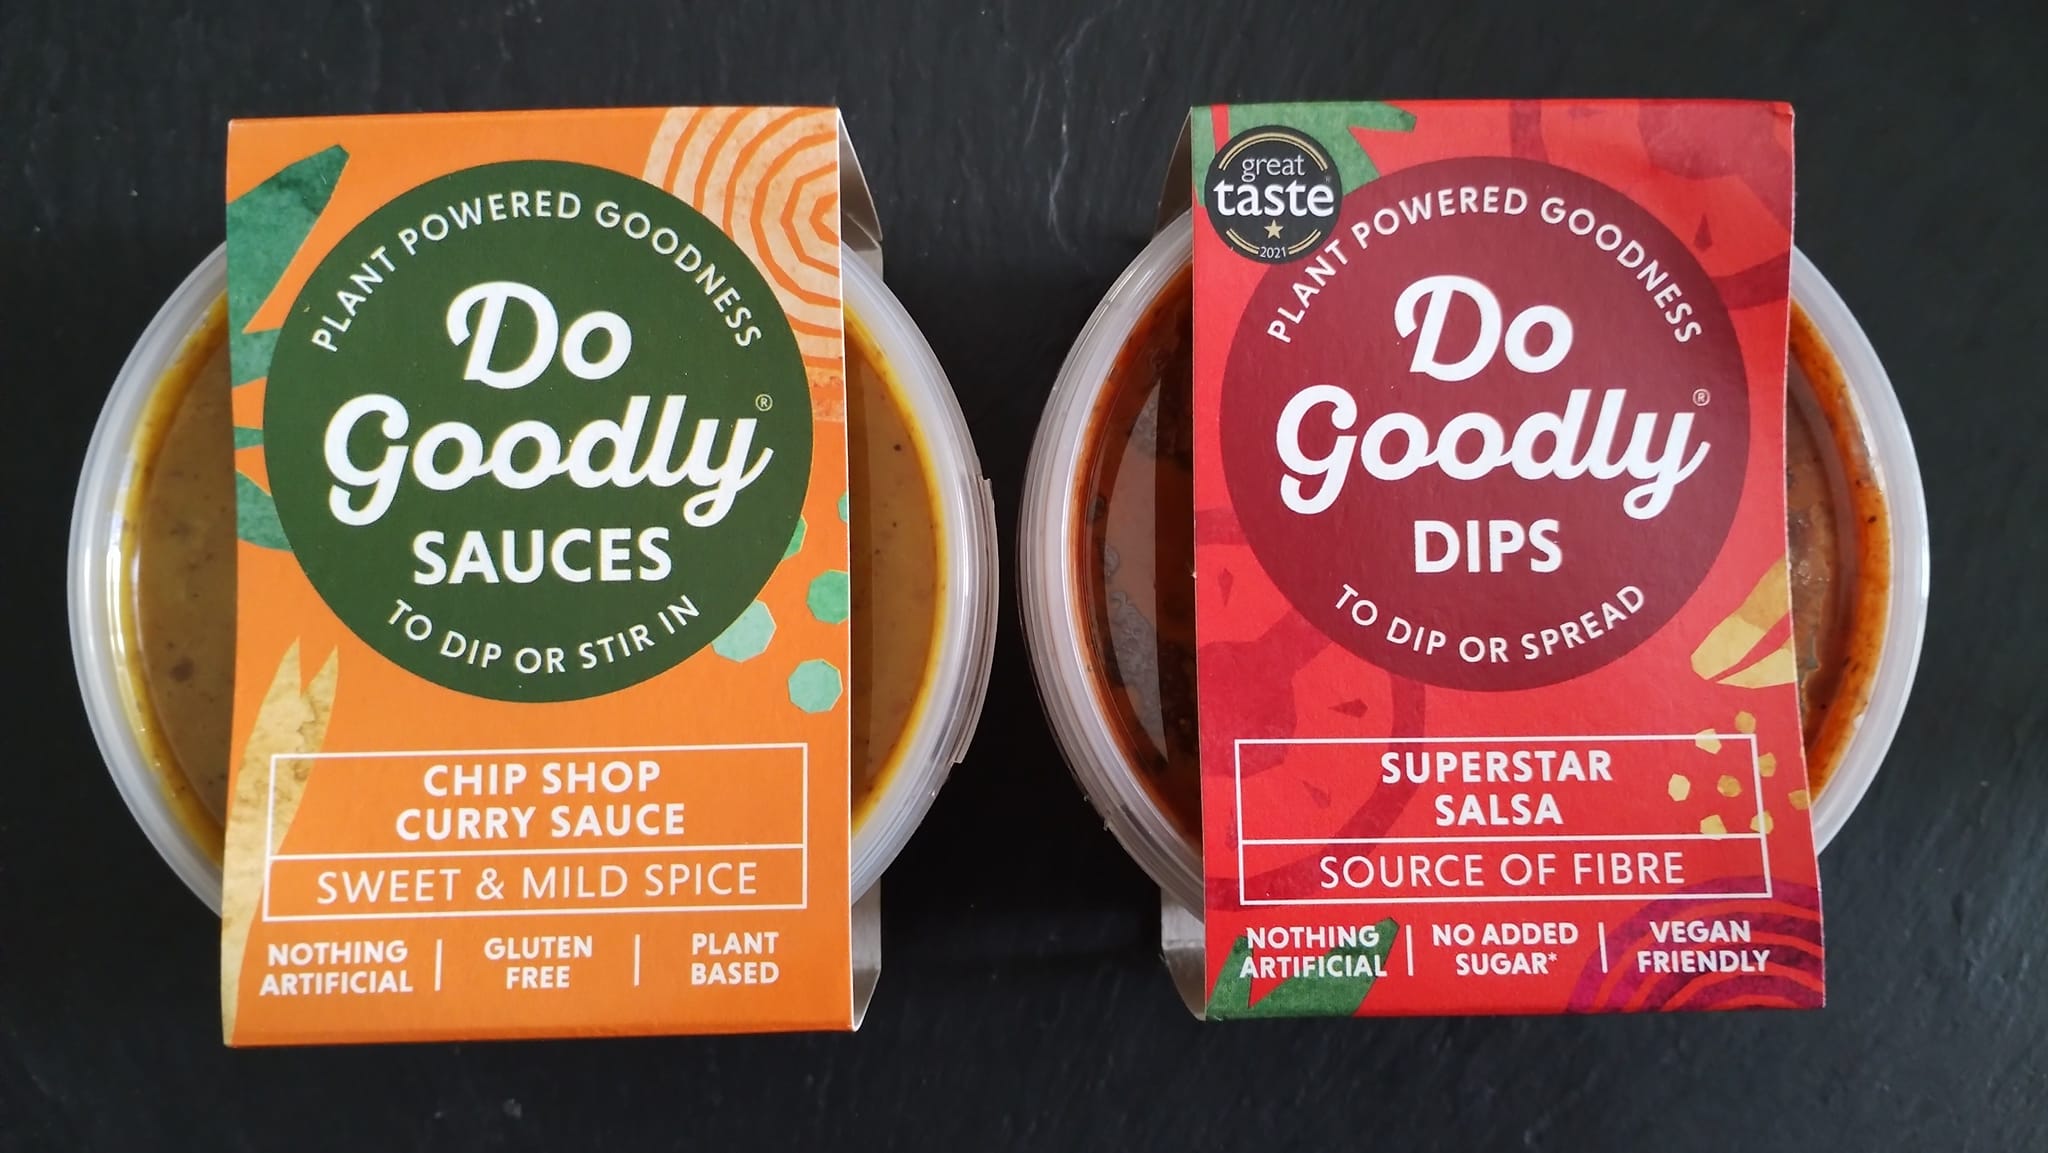 PLANT POWERED GOODNESS
Do
Goodly®
SAUCES
TO DIP OR STIR IN
CHIP SHOP
CURRY SAUCE
SWEET & MILD SPICE
NOTHING
ARTIFICIAL
GLUTEN
FREE
PLANT
BASED
great
taste
2021
PLANT POWERED GOODNESS
Do
Goodly®
DIPS
TO DIP OR SPREAD
SUPERSTAR
SALSA
SOURCE OF FIBRE
NOTHING
ARTIFICIAL
NO ADDED
SUGAR*
VEGAN
FRIENDLY